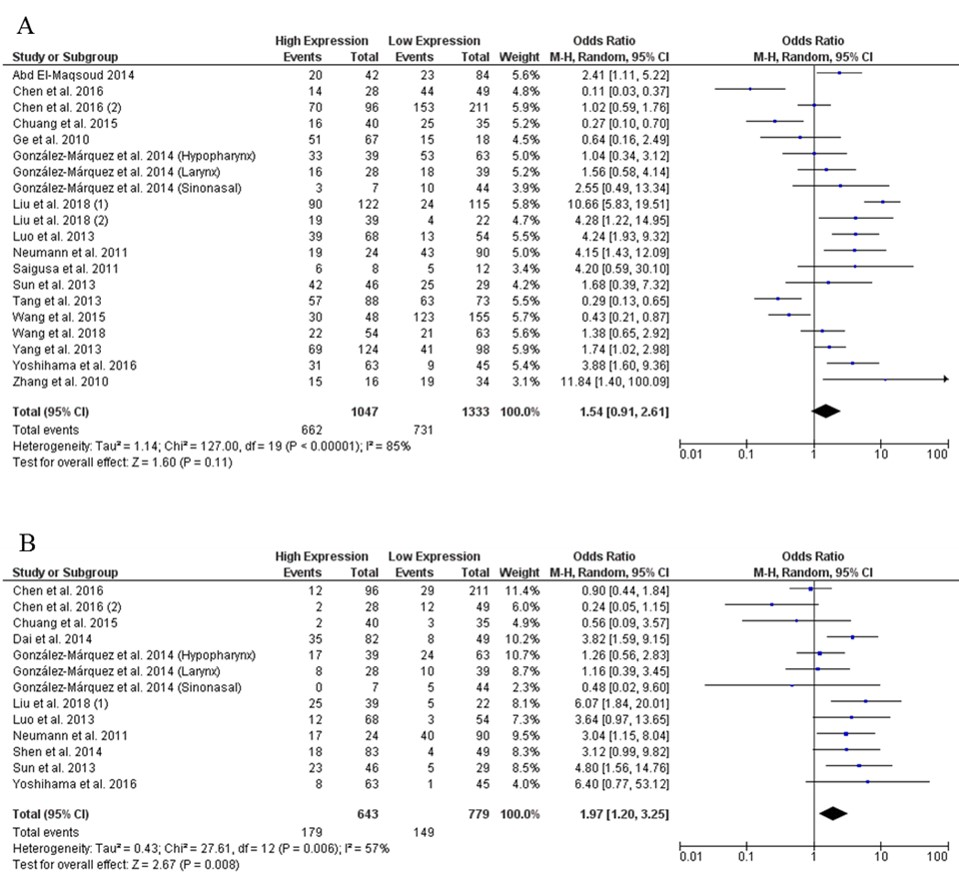 A
High Expression Low Expression Odds Ratio Odds Ratio
Study or Subgroup Events Total Events Total Weight M-H, Random, 95% CI M-H, Random, 95% CI
Abd El-Maqsoud 2014 20 42 23 84 5.6% 2.41 [1.11, 5.22]
Chen et al. 2016 14 28 44 49 4.8% 0.11 [0.03, 0.37]
Chen et al. 2016 (2) 70 96 153 211 5.9% 1.02 [0.59, 1.76]
Chuang et al. 2015 16 40 25 35 5.2% 0.27 [0.10, 0.70]
Ge et al. 2010 51 67 15 18 4.4% 0.64 [0.16, 2.49]
González-Márquez et al. 2014 (Hypopharynx) 33 39 53 63 5.0% 1.04 [0.34, 3.12]
González-Márquez et al. 2014 (Larynx) 16 28 18 39 5.2% 1.56 [0.58, 4.14]
González-Márquez et al. 2014 (Sinonasal) 3 7 10 44 3.9% 2.55 [0.49, 13.34]
Liu et al. 2018 (1) 90 122 24 115 5.8% 10.66 [5.83, 19.51]
Liu et al. 2018 (2) 19 39 4 22 4.7% 4.28 [1.22, 14.95]
Luo et al. 2013 39 68 13 54 5.5% 4.24 [1.93, 9.32]
Neumann et al. 2011 19 24 43 90 5.0% 4.15 [1.43, 12.09]
Saigusa et al. 2011 6 8 5 12 3.4% 4.20 [0.59, 30.10]
Sun et al. 2013 42 46 25 29 4.2% 1.68 [0.39, 7.32]
Tang et al. 2013 57 88 63 73 5.5% 0.29 [0.13, 0.65]
Wang et al. 2015 30 48 123 155 5.7% 0.43 [0.21, 0.87]
Wang et al. 2018 22 54 21 63 5.6% 1.38 [0.65, 2.92]
Yang et al. 2013 69 124 41 98 5.9% 1.74 [1.02, 2.98]
Yoshihama et al. 2016 31 63 9 45 5.4% 3.88 [1.60, 9.36]
Zhang et al. 2010 15 16 19 34 3.1% 11.84 [1.40, 100.09]
Total (95% CI) 1047 1333 100.0% 1.54 [0.91, 2.61]
Total events 662 731
Heterogeneity: Tau² = 1.14; Chi² = 127.00, df = 19 (P < 0.00001); I² = 85%
Test for overall effect: Z = 1.60 (P = 0.11)
0.01 0.1 1 10 100
B
High Expression Low Expression Odds Ratio Odds Ratio
Study or Subgroup Events Total Events Total Weight M-H, Random, 95% CI M-H, Random, 95% CI
Chen et al. 2016 12 96 29 211 11.4% 0.90 [0.44, 1.84]
Chen et al. 2016 (2) 2 28 12 49 6.0% 0.24 [0.05, 1.15]
Chuang et al. 2015 2 40 3 35 4.9% 0.56 [0.09, 3.57]
Dai et al. 2014 35 82 8 49 10.2% 3.82 [1.59, 9.15]
González-Márquez et al. 2014 (Hypopharynx) 17 39 24 63 10.7% 1.26 [0.56, 2.83]
González-Márquez et al. 2014 (Larynx) 8 28 10 39 8.7% 1.16 [0.39, 3.45]
González-Márquez et al. 2014 (Sinonasal) 0 7 5 44 2.3% 0.48 [0.02, 9.60]
Liu et al. 2018 (1) 25 39 5 22 8.1% 6.07 [1.84, 20.01]
Luo et al. 2013 12 68 3 54 7.3% 3.64 [0.97, 13.65]
Neumann et al. 2011 17 24 40 90 9.5% 3.04 [1.15, 8.04]
Shen et al. 2014 18 83 4 49 8.3% 3.12 [0.99, 9.82]
Sun et al. 2013 23 46 5 29 8.5% 4.80 [1.56, 14.76]
Yoshihama et al. 2016 8 63 1 45 4.0% 6.40 [0.77, 53.12]
Total (95% CI) 643 779 100.0% 1.97 [1.20, 3.25]
Total events 179 149
Heterogeneity: Tau² = 0.43; Chi² = 27.61, df = 12 (P = 0.006); I² = 57%
Test for overall effect: Z = 2.67 (P = 0.008)
0.01 0.1 1 10 100